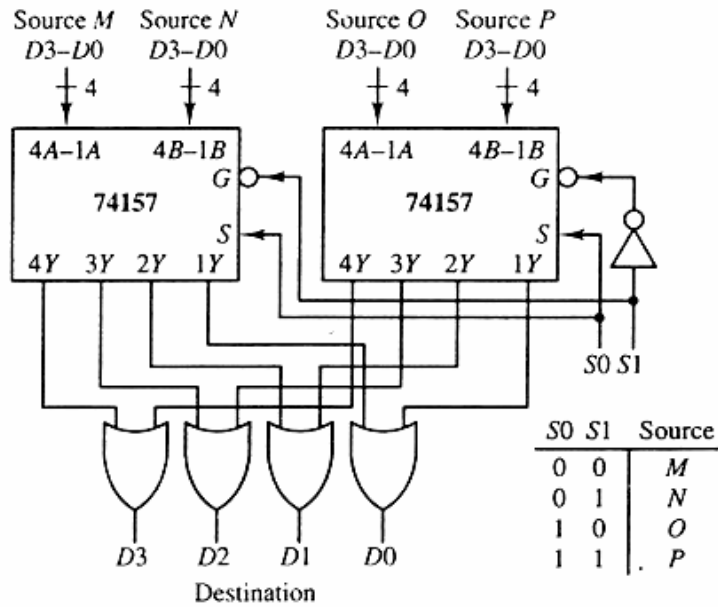 Source M Source N Source O Source P
D3–D0 D3–D0 D3–D0 D3–D0
4 4 4 4
4A–1A 4B–1B 4A–1A 4B–1B
G G
74157 74157
S S
4Y 3Y 2Y 1Y 4Y 3Y 2Y 1Y
S0 S1
S0 S1 Source
0 0 M
0 1 N
1 0 O
1 1 P
D3 D2 D1 D0
Destination